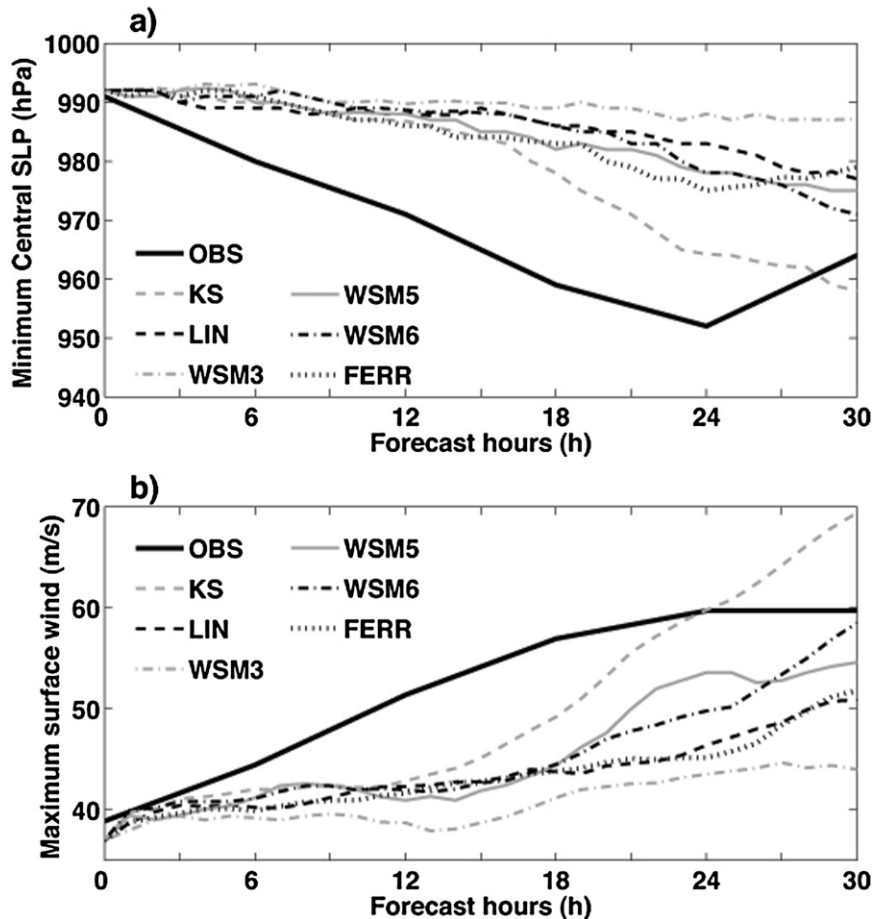 a)
1000
990
980
970
960
950
940
Minimum Central SLP (hPa)
OBS
KS WSM5
LIN WSM6
WSM3 FERR
0 6 12 18 24 30
Forecast hours (h)
b)
70
60
50
40
Maximum surface wind (m/s)
OBS WSM5
KS WSM6
LIN FERR
WSM3
0 6 12 18 24 30
Forecast hours (h)